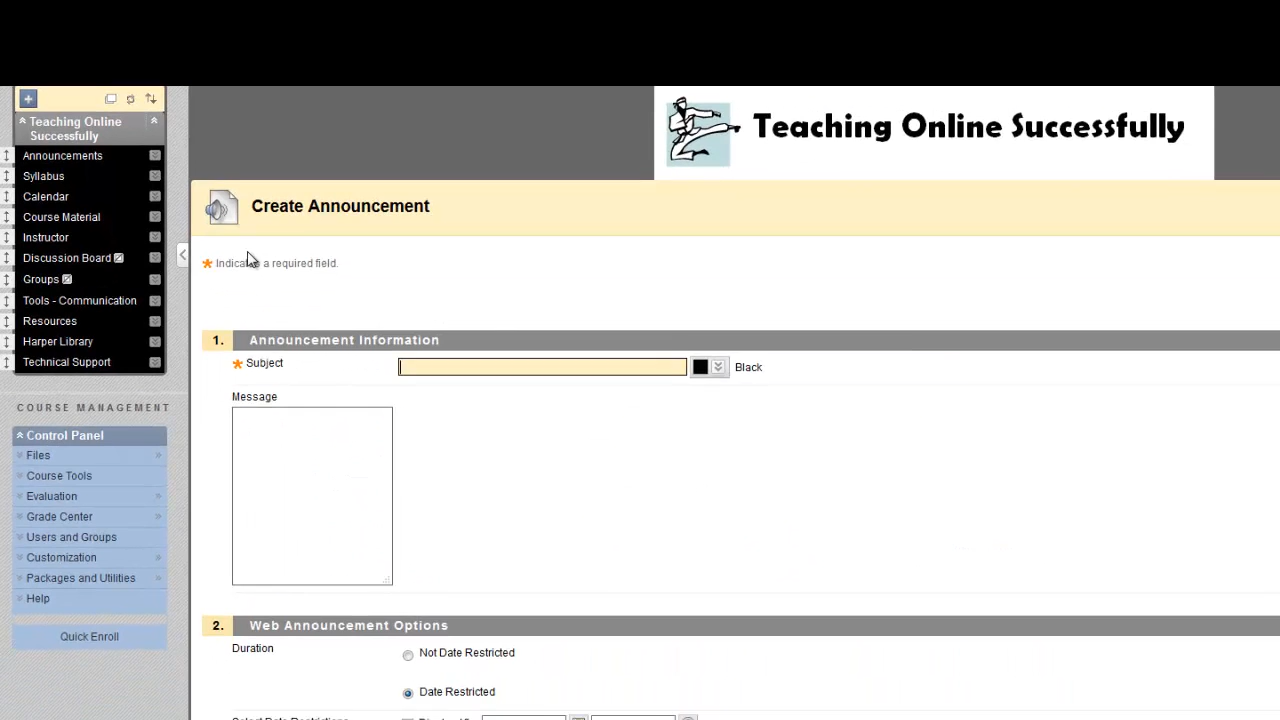 Teaching Online Successfully
Teaching Online
Successfully
Announcements
Syllabus
Calendar
Course Material
Instructor
Discussion Board
Groups
Tools - Communication
Resources
Harper Library
Technical Support
COURSE MANAGEMENT
Control Panel
Files
Course Tools
Evaluation
Grade Center
Users and Groups
Customization
Packages and Utilities
Help
Quick Enroll
Create Announcement
a required field.
1. Announcement Information
Subject
Black
Message
2. Web Announcement Options
Duration
Not Date Restricted
Date Restricted